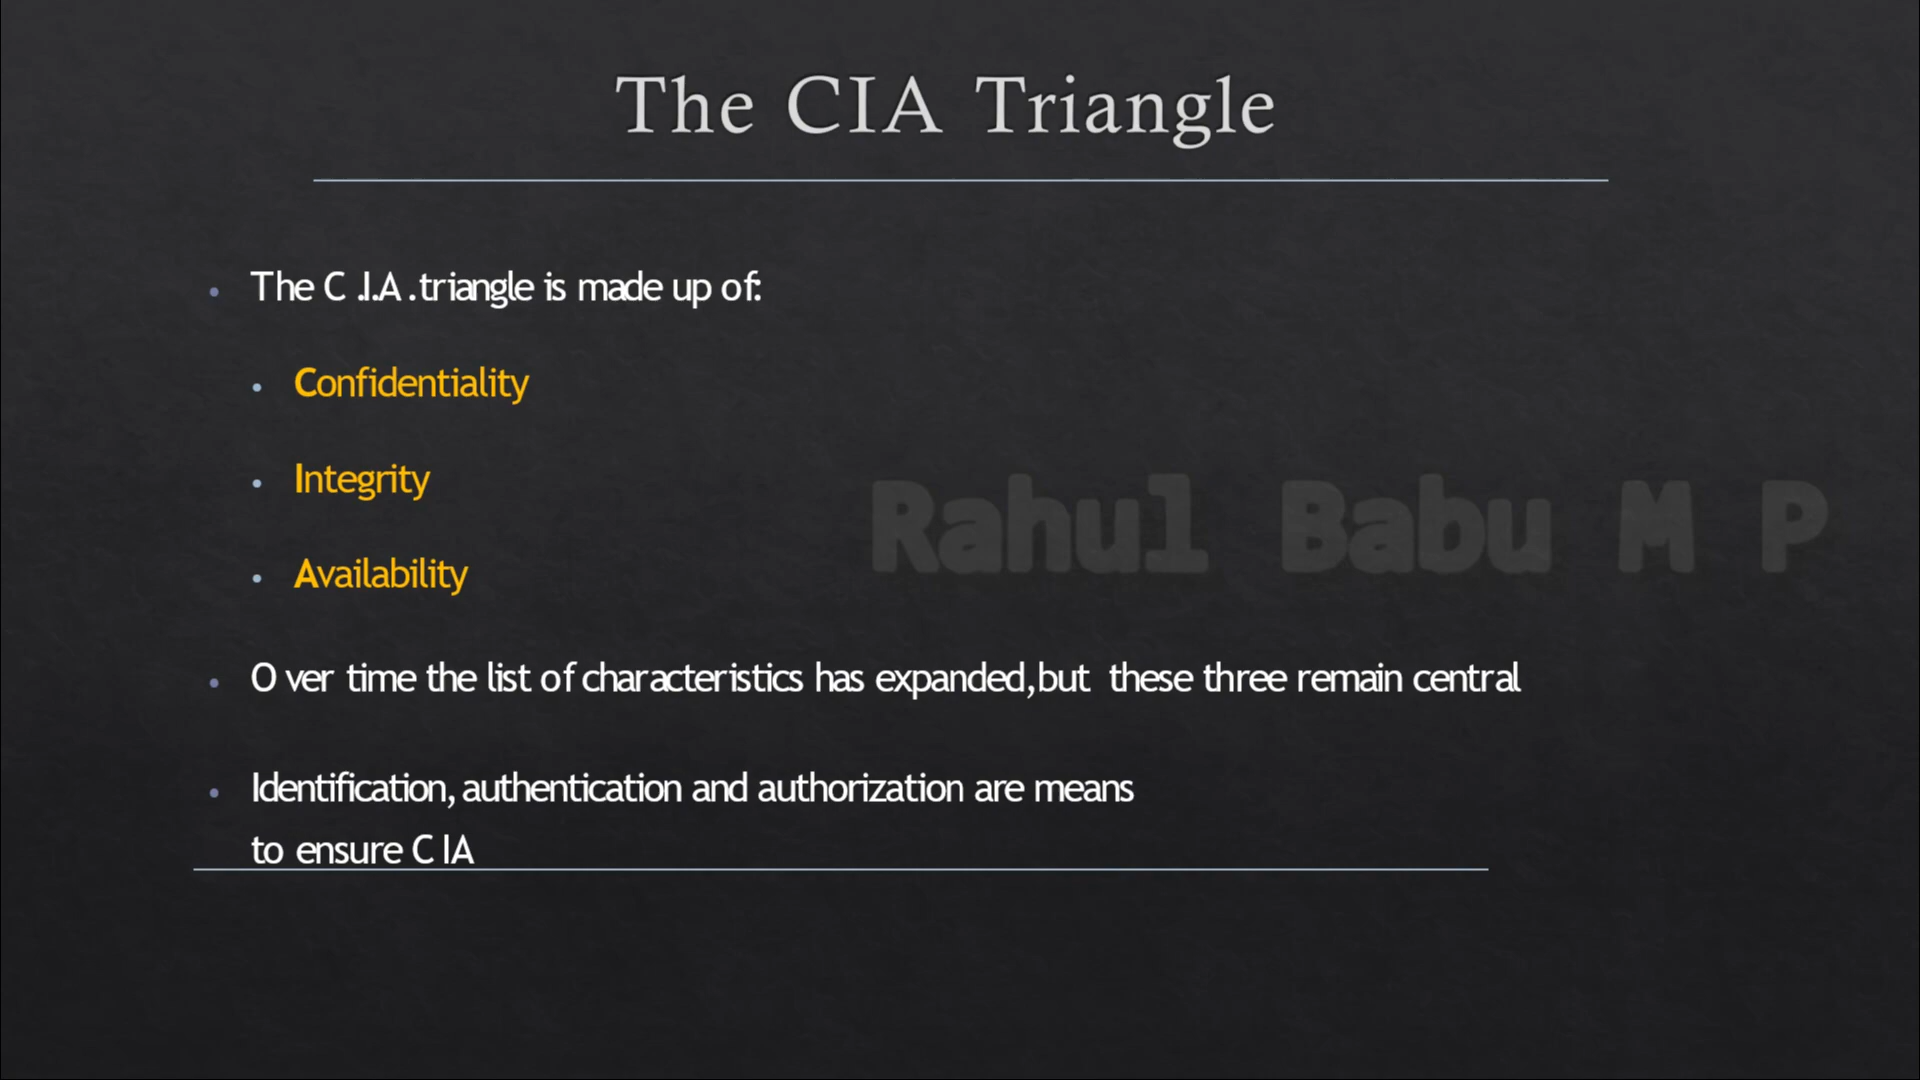 The CIA Triangle
The C.I.A. triangle is made up of:
Confidentiality
Integrity
Availability
Rahul Babu M P
Over time the list of characteristics has expanded, but these three remain central
Identification, authentication and authorization are means
to ensure CIA